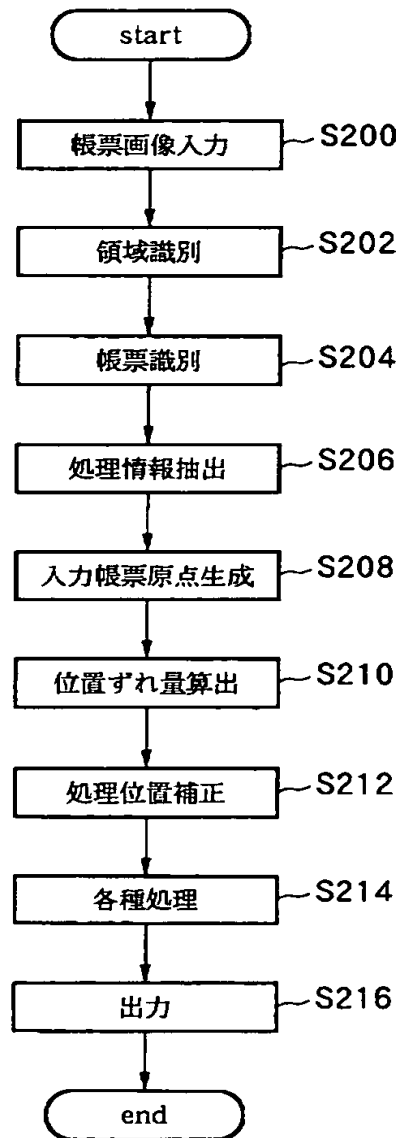 start
帳票画像入力 S200
領域識別 S202
帳票識別 S204
処理情報抽出 S206
入力帳票原点生成 S208
位置ずれ量算出 S210
処理位置補正 S212
各種処理 S214
出力 S216
end